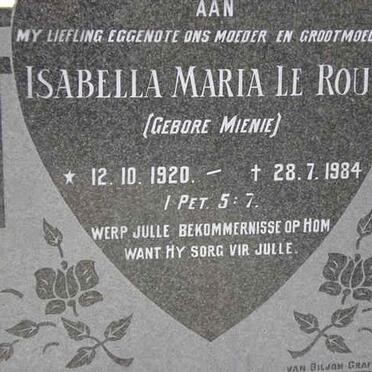 AAN
MY LIEFLING EGGENOTE ONS MOEDER EN GROOTMOE
ISABELLA MARIA LE ROU
(GEBORE MIENIE)
★ 12.10.1920. — † 28.7.1984
1 PET. 5:7.
WERP JULLE BEKOMMERNISSE OP HOM
WANT HY SORG VIR JULLE.
VAN BILJON-GRAF